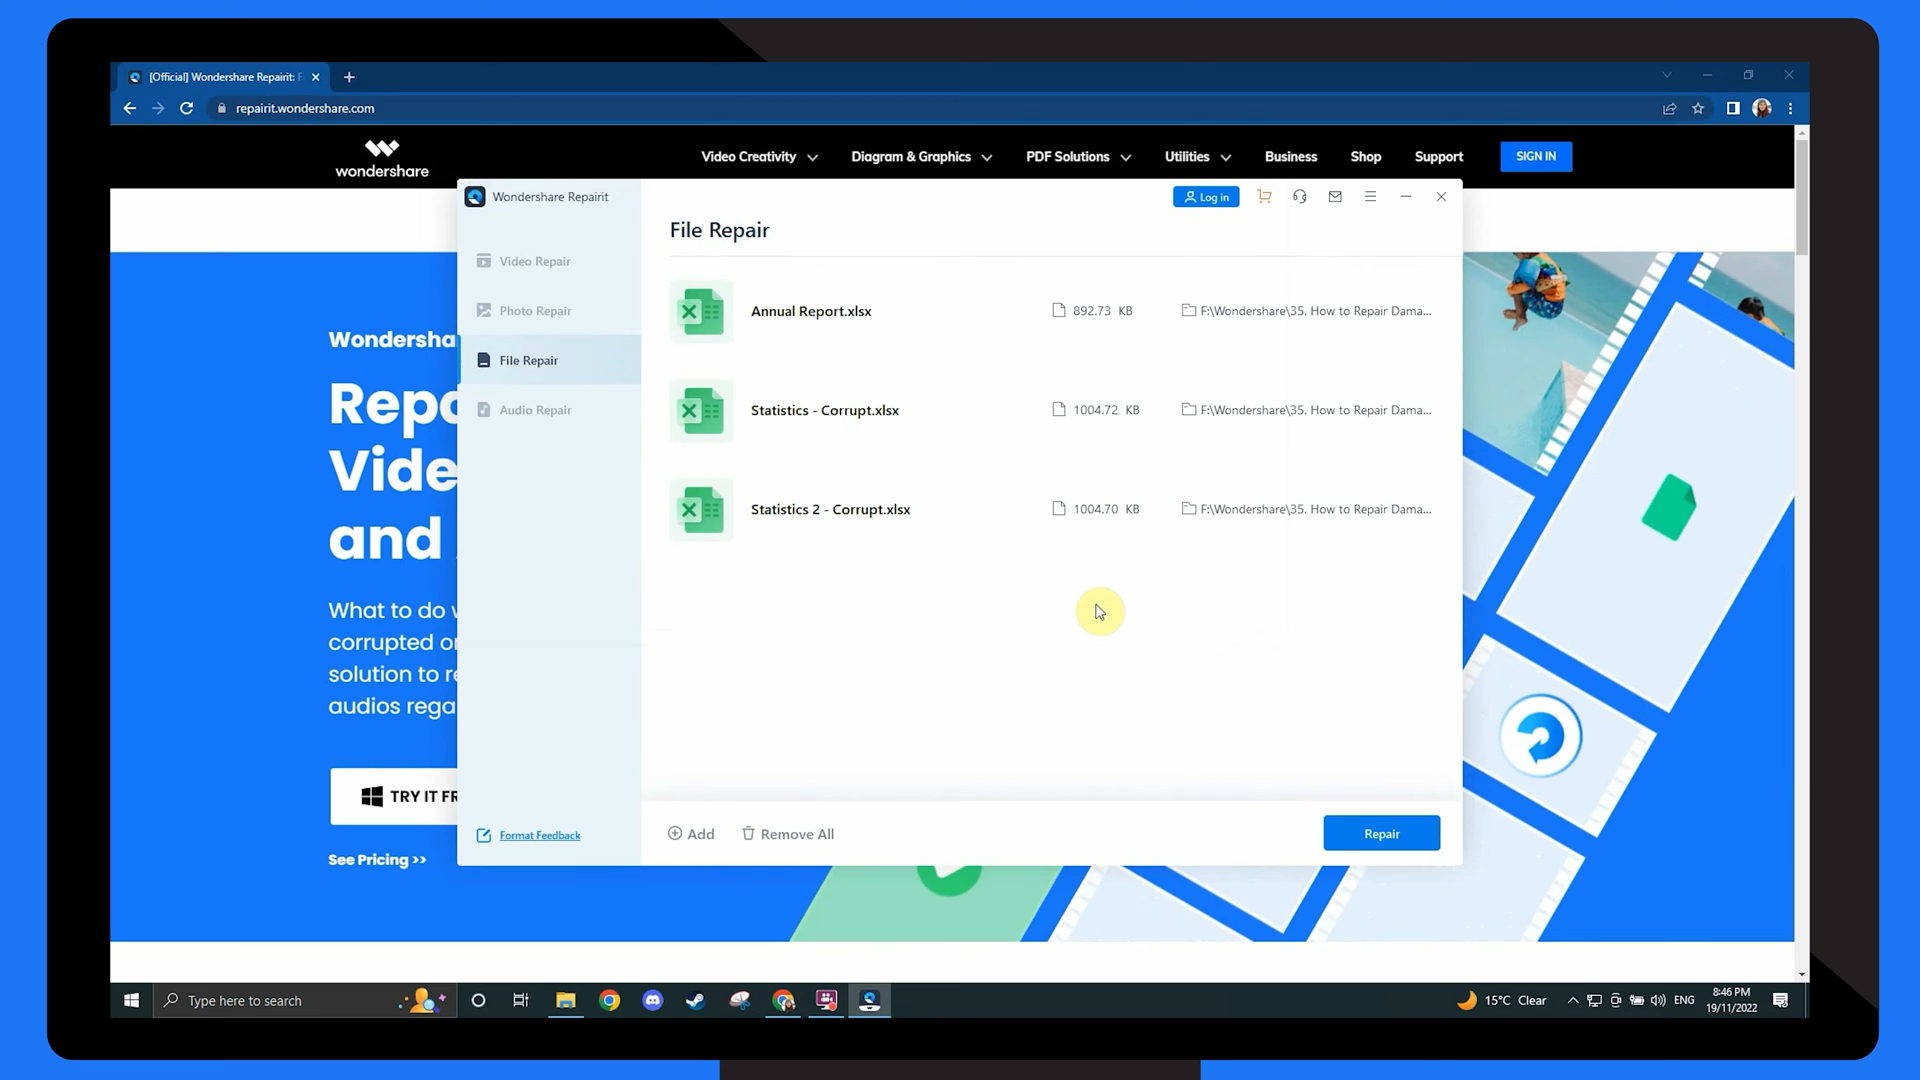 [Official] Wondershare Repairit: F
repairit.wondershare.com
wondershare
Video Creativity
Diagram & Graphics
PDF Solutions
Utilities
Business
Shop
Support
SIGN IN
Wondershare Repairit
Log in
File Repair
Video Repair
Photo Repair
File Repair
Audio Repair
Annual Report.xlsx
892.73 KB
F:\Wondershare\35. How to Repair Dama...
Statistics - Corrupt.xlsx
1004.72 KB
F:\Wondershare\35. How to Repair Dama...
Statistics 2 - Corrupt.xlsx
1004.70 KB
F:\Wondershare\35. How to Repair Dama...
Format Feedback
Add
Remove All
Repair
Wondersha
Repa
Vide
and
What to do w
corrupted or
solution to re
audios rega
TRY IT FR
See Pricing >>
Type here to search
15°C Clear
ENG
8:46 PM
19/11/2022